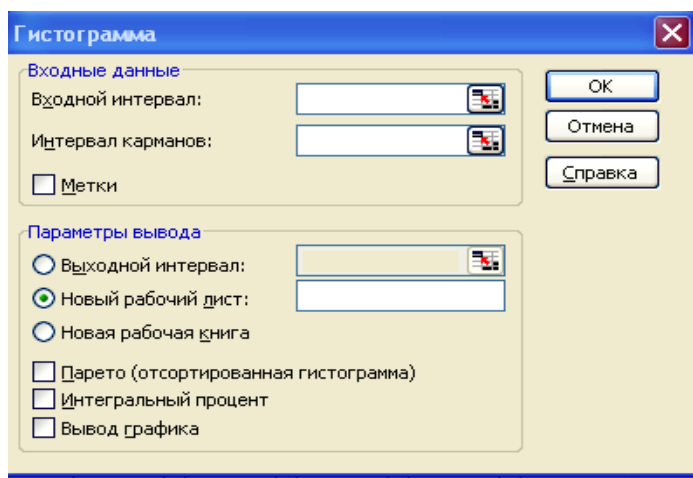 Гистограмма
Входные данные
Входной интервал:
Интервал карманов:
Метки
ОК
Отмена
Справка
Параметры вывода
Выходной интервал:
Новый рабочий лист:
Новая рабочая книга
Парето (отсортированная гистограмма)
Интегральный процент
Вывод графика